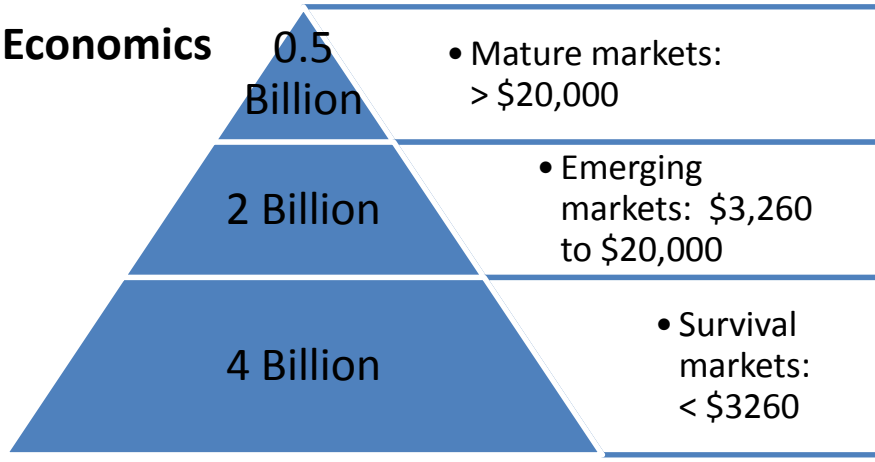 Economics
0.5
Billion
• Mature markets:
> $20,000
2 Billion
• Emerging
markets:  $3,260
to $20,000
4 Billion
• Survival
markets:
< $3260